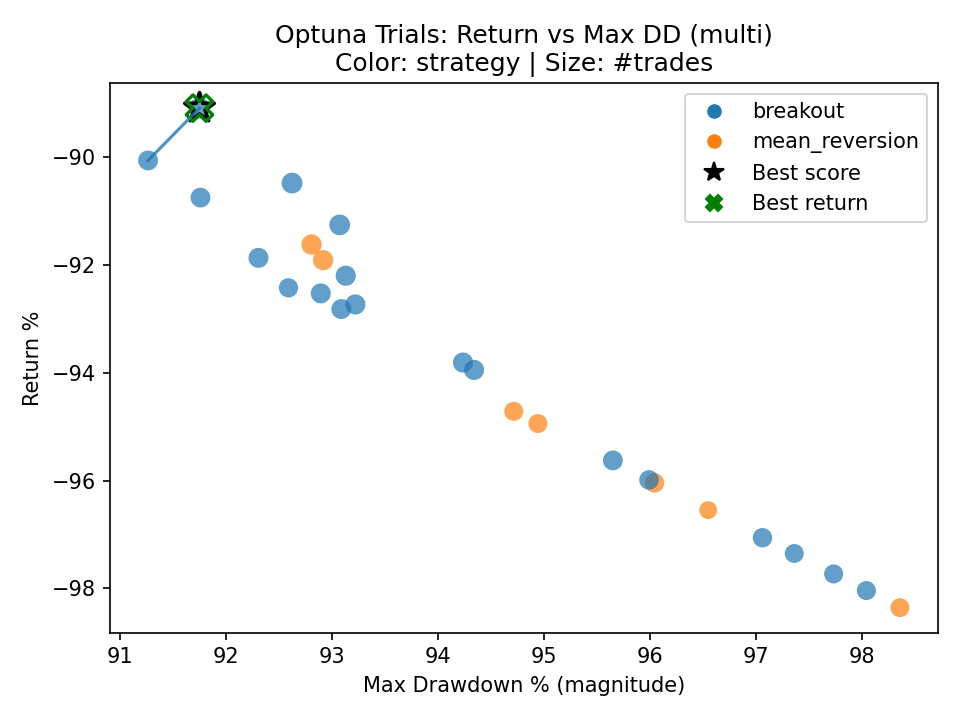 Optuna Trials: Return vs Max DD (multi)
Color: strategy | Size: #trades
breakout
mean_reversion
Best score
Best return
Return %
−90
−92
−94
−96
−98
91
92
93
94
95
96
97
98
Max Drawdown % (magnitude)